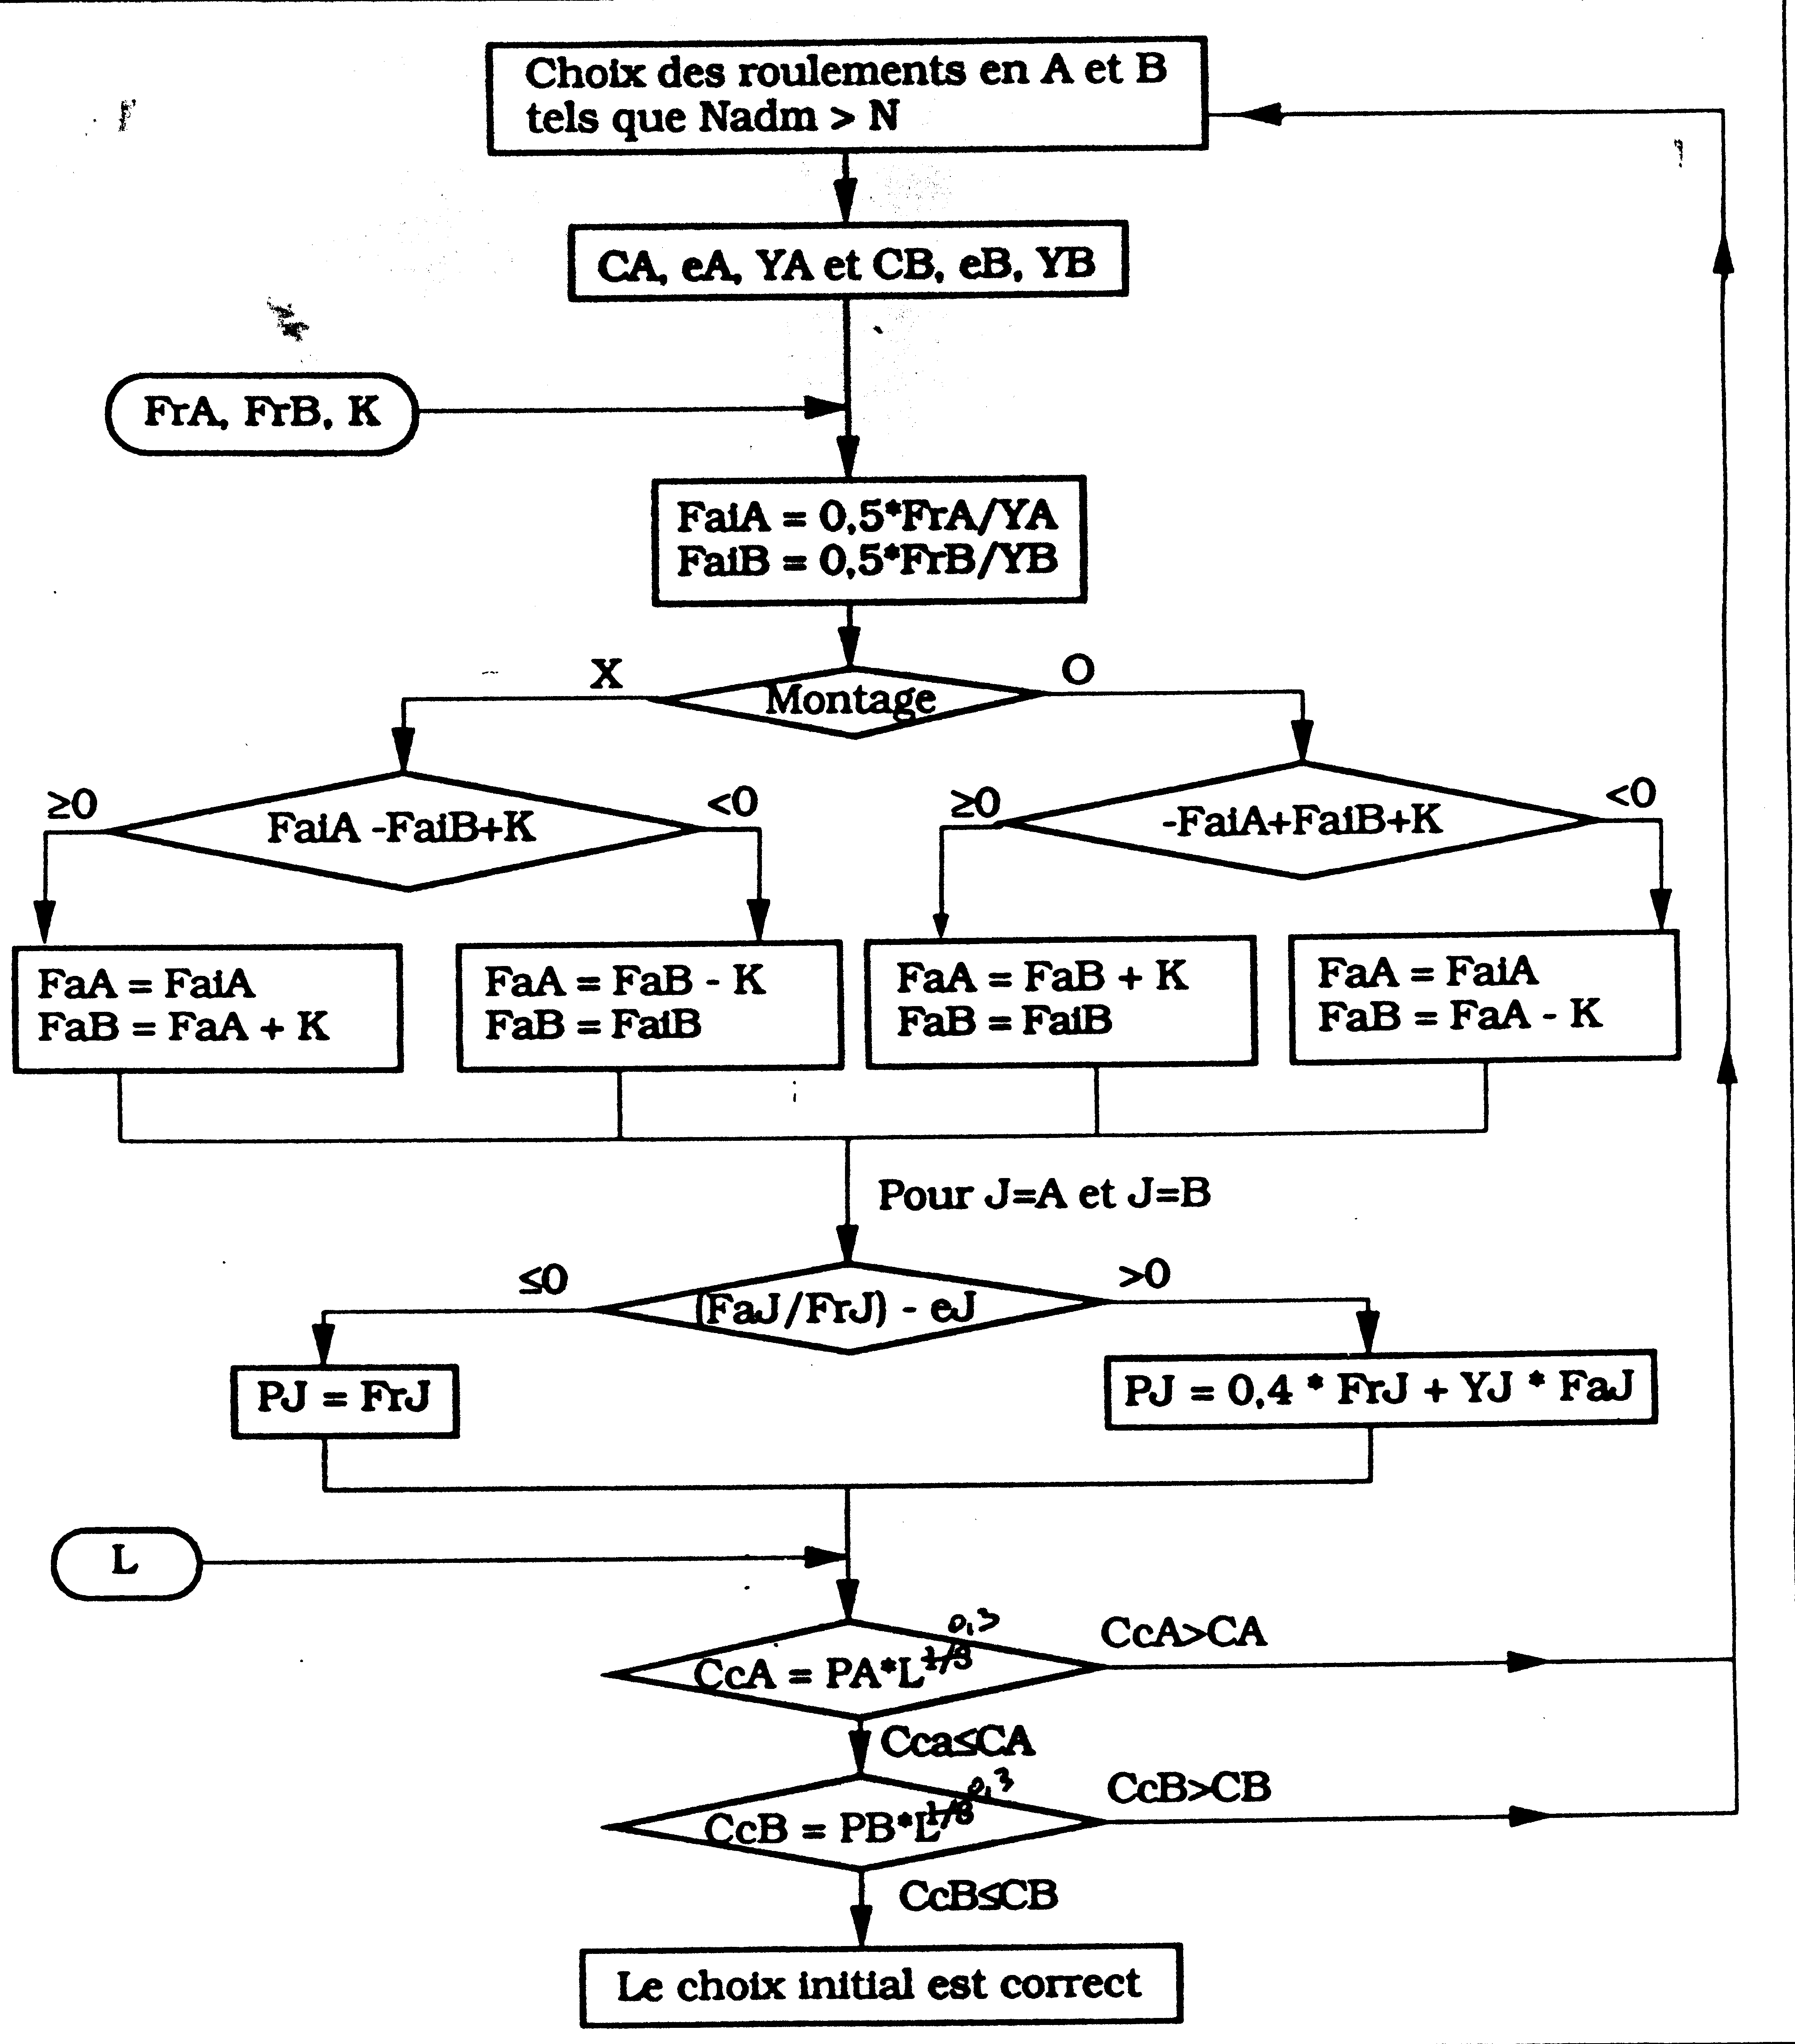 Choix des roulements en A et B
tels que Nadm > N
CA, eA, YA et CB, eB, YB
FrA, FrB, K
FaiA = 0,5*FrA/YA
FaiB = 0,5*FrB/YB
X
Montage
O
≥0
FaiA -FaiB+K
<0
≥0
-FaiA+FaiB+K
<0
FaA = FaiA
FaB = FaA + K
FaA = FaB - K
FaB = FaiB
FaA = FaB + K
FaB = FaiB
FaA = FaiA
FaB = FaA - K
Pour J=A et J=B
≤0
(FaJ/FrJ) - eJ
>0
PJ = FrJ
PJ = 0,4 * FrJ + YJ * FaJ
L
0,3
CcA = PA*L1/3
CcA>CA
Cca≤CA
0,3
CcB = PB*L1/3
CcB>CB
CcB≤CB
Le choix initial est correct